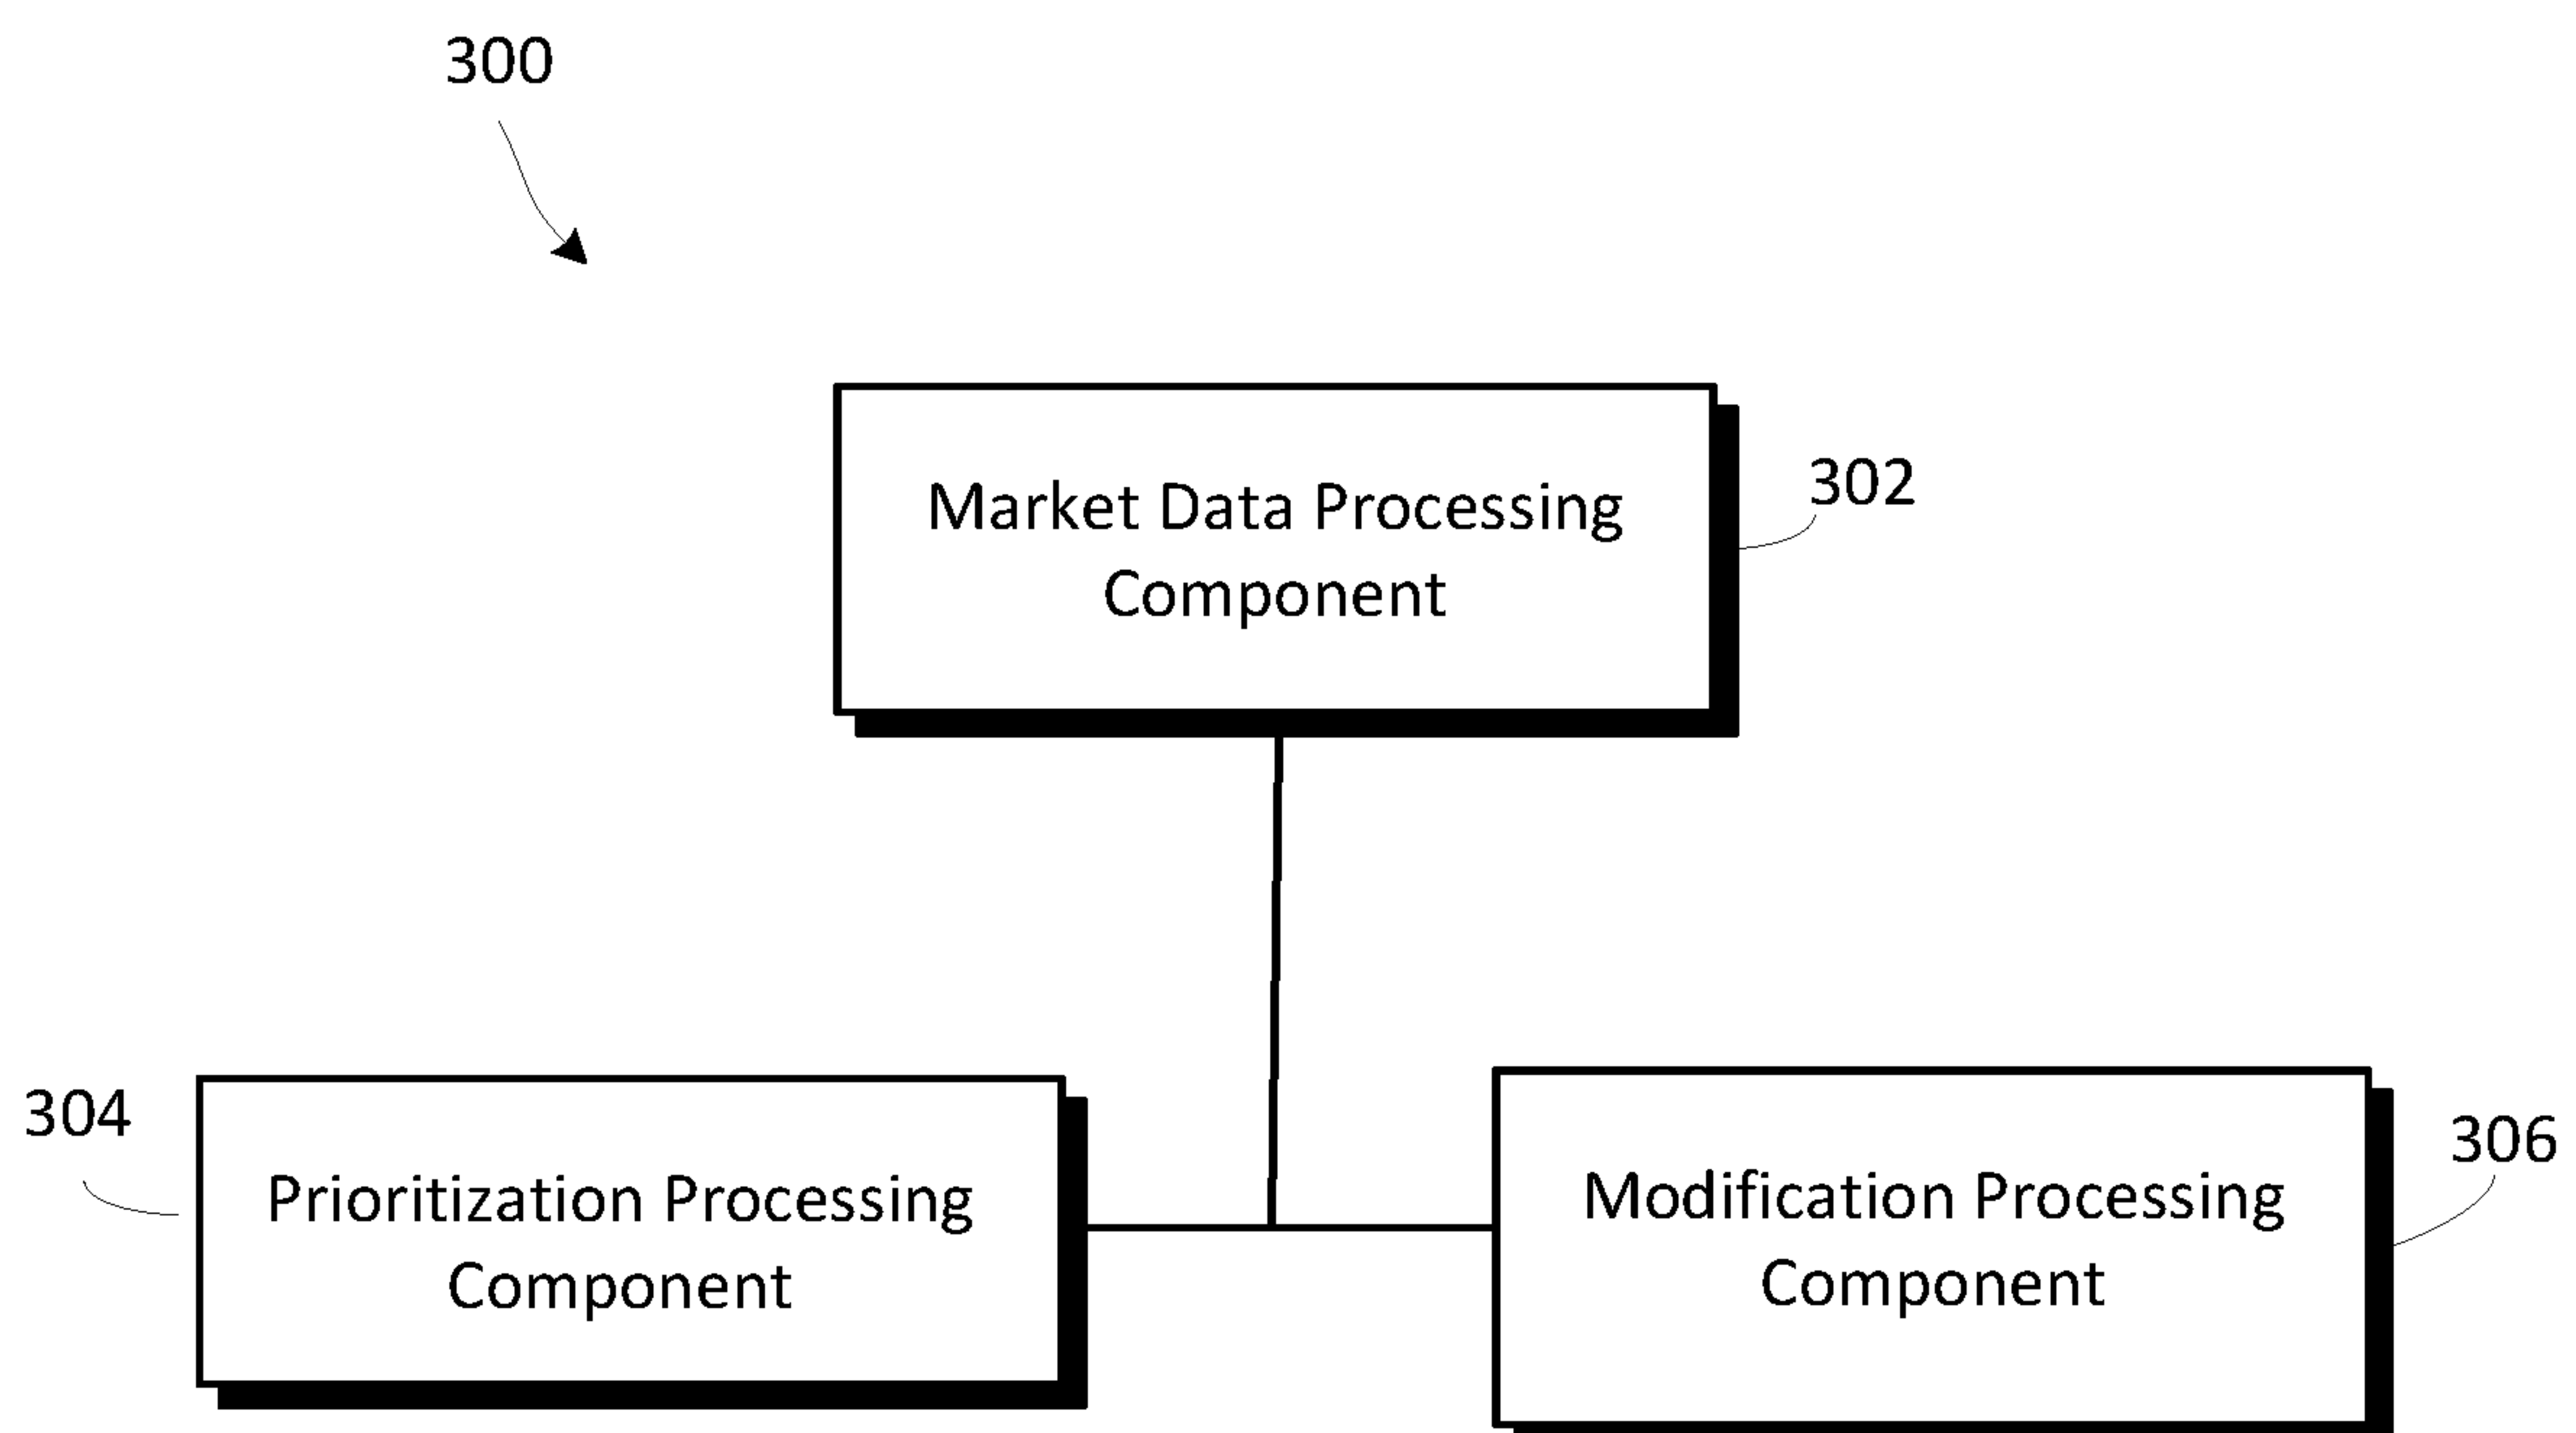 300
Market Data Processing
Component
302
304
Prioritization Processing
Component
Modification Processing
Component
306